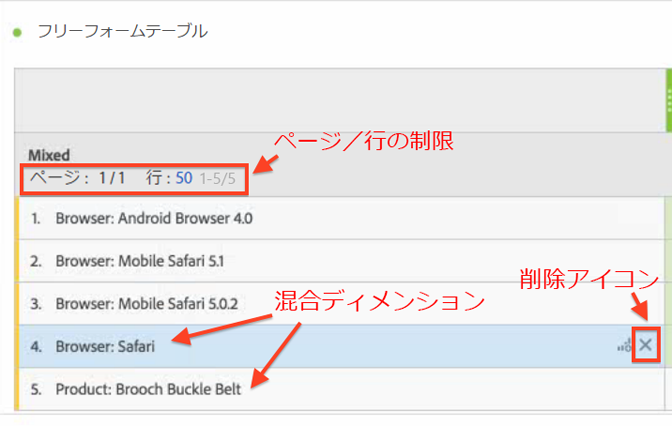 フリーフォームテーブル
ページ/行の制限
Mixed
ページ: 1/1 行: 50 1-5/5
1. Browser: Android Browser 4.0
2. Browser: Mobile Safari 5.1
削除アイコン
3. Browser: Mobile Safari 5.0.2
混合ディメンション
4. Browser: Safari
5. Product: Brooch Buckle Belt